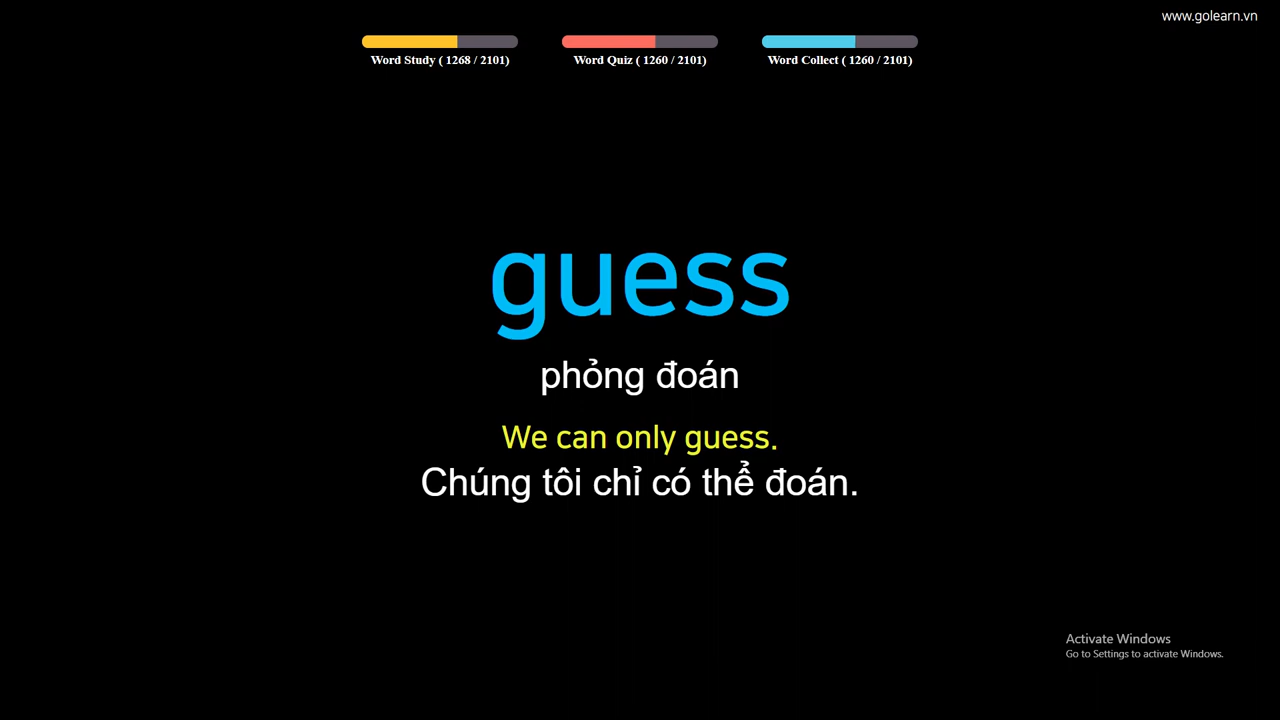 www.golearn.vn
Word Study ( 1268 / 2101)
Word Quiz ( 1260 / 2101)
Word Collect ( 1260 / 2101)
guess
phỏng đoán
We can only guess.
Chúng tôi chỉ có thể đoán.
Activate Windows
Go to Settings to activate Windows.